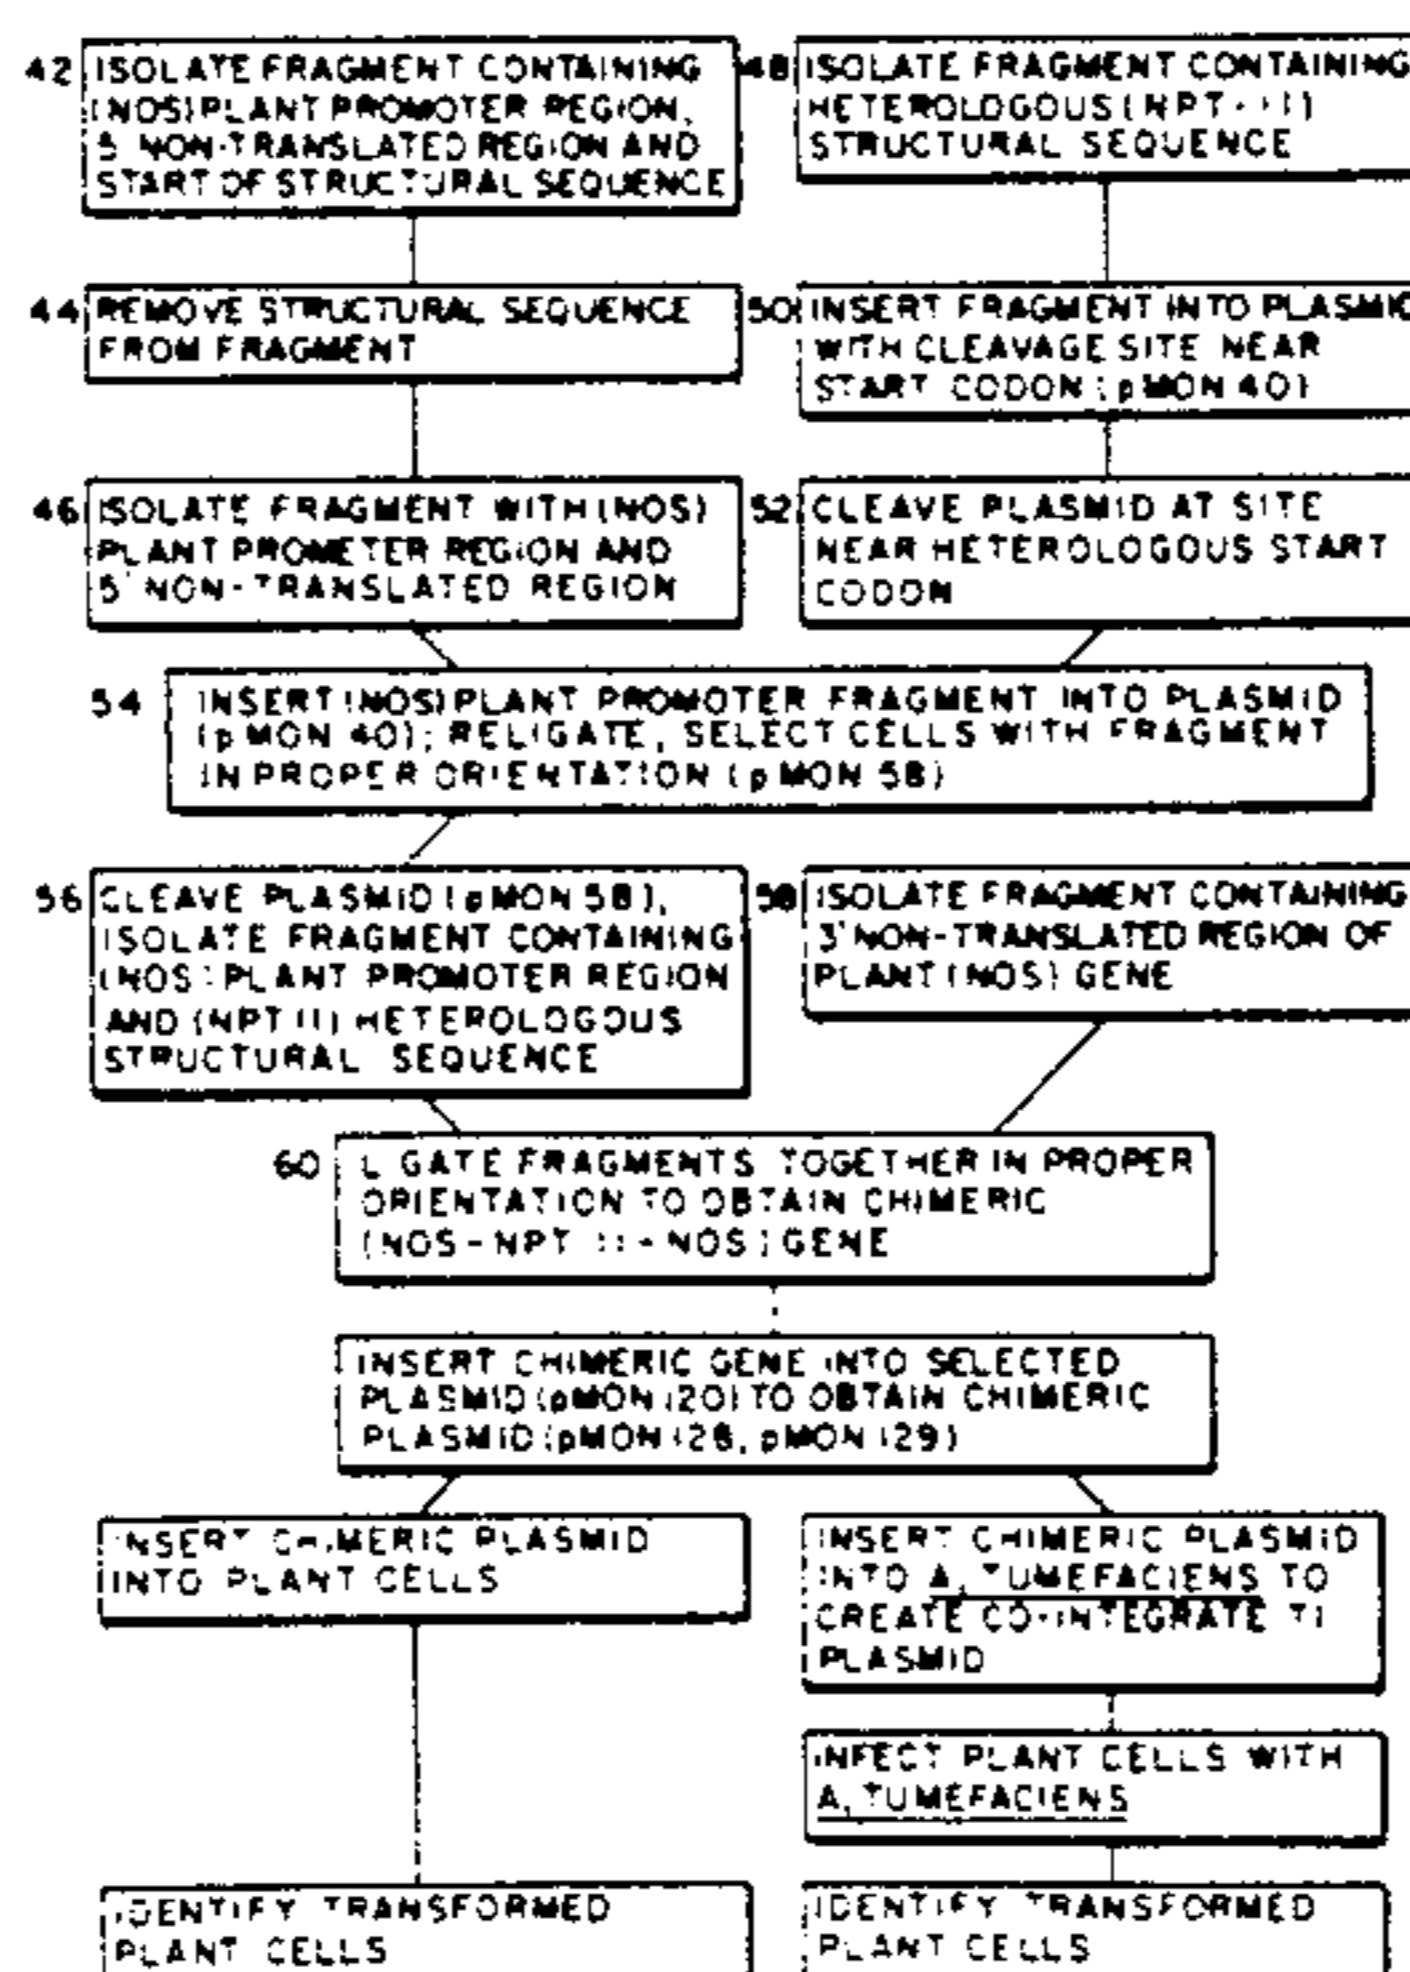 42 ISOLATE FRAGMENT CONTAINING
(NOS) PLANT PROMOTER REGION,
5' NON-TRANSLATED REGION AND
START OF STRUCTURAL SEQUENCE
48 ISOLATE FRAGMENT CONTAINING
HETEROLOGOUS (NPT-II)
STRUCTURAL SEQUENCE
44 REMOVE STRUCTURAL SEQUENCE
FROM FRAGMENT
50 INSERT FRAGMENT INTO PLASMID
WITH CLEAVAGE SITE NEAR
START CODON (pMON 40)
46 ISOLATE FRAGMENT WITH (NOS)
PLANT PROMETER REGION AND
5' NON-TRANSLATED REGION
52 CLEAVE PLASMID AT SITE
NEAR HETEROLOGOUS START
CODON
54 INSERT (NOS) PLANT PROMOTER FRAGMENT INTO PLASMID
(pMON 40); RELIGATE, SELECT CELLS WITH FRAGMENT
IN PROPER ORIENTATION (pMON 58)
56 CLEAVE PLASMID (pMON 58),
ISOLATE FRAGMENT CONTAINING
(NOS) PLANT PROMOTER REGION
AND (NPT II) HETEROLOGOUS
STRUCTURAL SEQUENCE
58 ISOLATE FRAGMENT CONTAINING
3' NON-TRANSLATED REGION OF
PLANT (NOS) GENE
60 LIGATE FRAGMENTS TOGETHER IN PROPER
ORIENTATION TO OBTAIN CHIMERIC
(NOS-NPT II-NOS) GENE
INSERT CHIMERIC GENE INTO SELECTED
PLASMID (pMON 120) TO OBTAIN CHIMERIC
PLASMID (pMON 128, pMON 129)
INSERT CHIMERIC PLASMID
INTO PLANT CELLS
INSERT CHIMERIC PLASMID
INTO A. TUMEFACIENS TO
CREATE CO-INTEGRATE TI
PLASMID
INFECT PLANT CELLS WITH
A. TUMEFACIENS
IDENTIFY TRANSFORMED
PLANT CELLS
IDENTIFY TRANSFORMED
PLANT CELLS